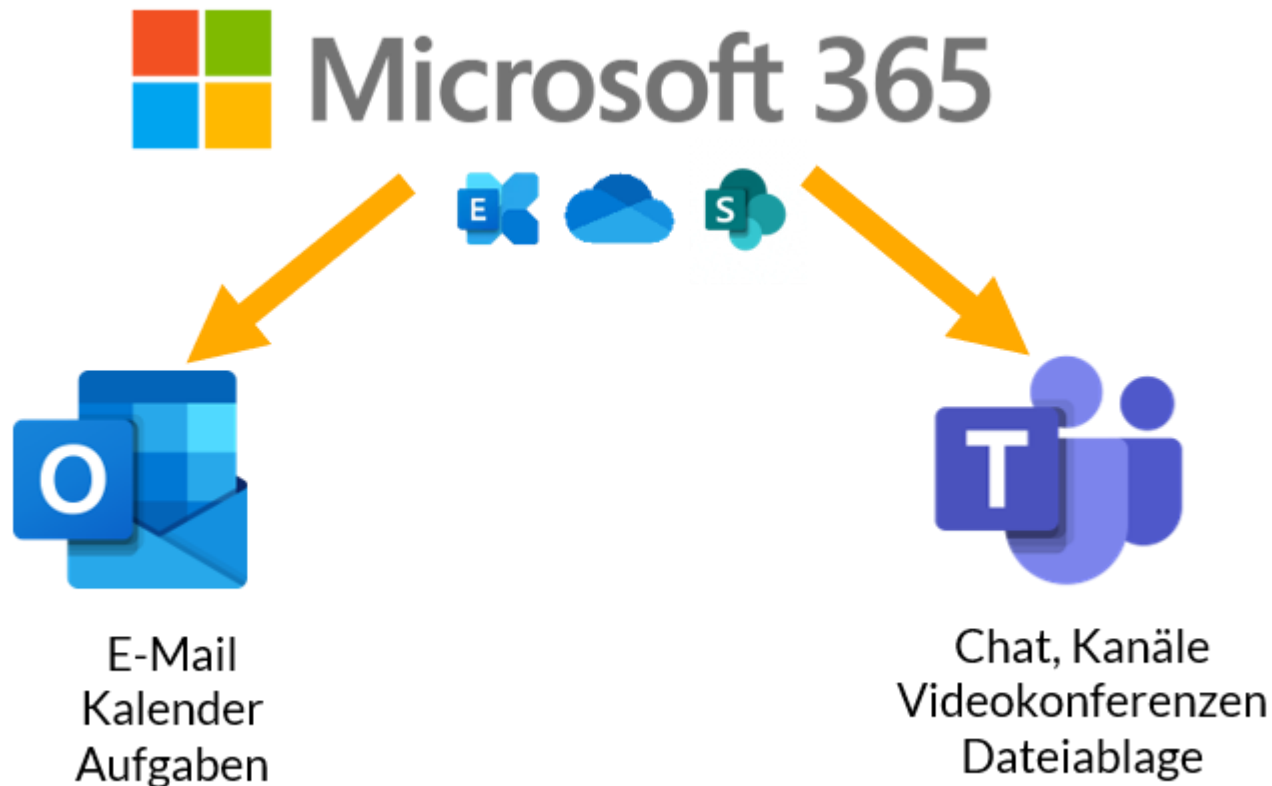 Microsoft 365
E
S
O
T
E-Mail
Kalender
Aufgaben
Chat, Kanäle
Videokonferenzen
Dateiablage